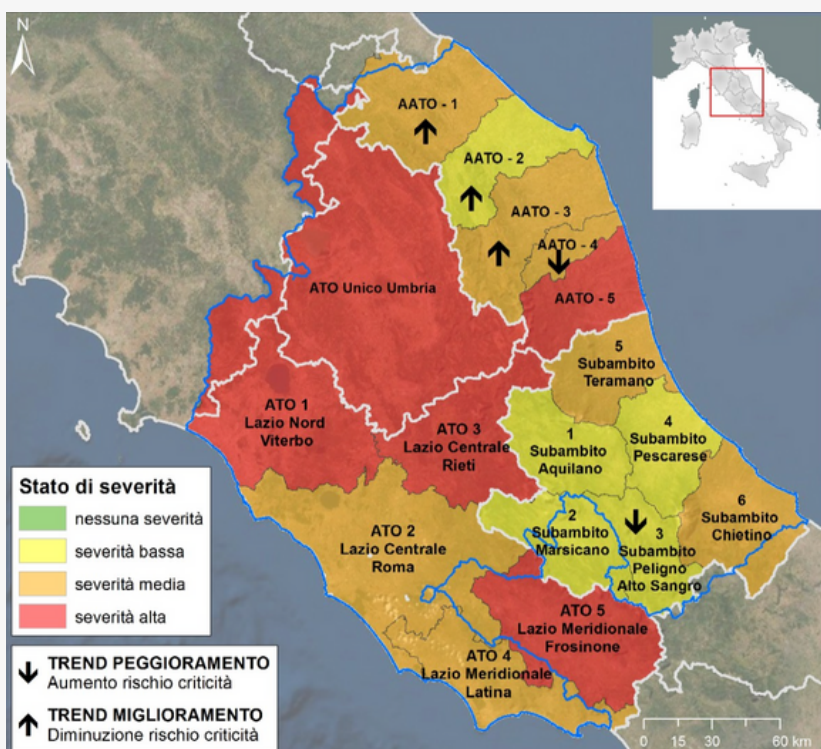 N
AATO - 1
AATO - 2
AATO - 3
AATO - 4
AATO - 5
ATO Unico Umbria
5
Subambito
Teramano
ATO 1
Lazio Nord
Viterbo
ATO 3
Lazio Centrale
Rieti
1
Subambito
Aquilano
4
Subambito
Pescarese
ATO 2
Lazio Centrale
Roma
2
Subambito
Marsicano
3
Subambito
Peligno
Alto Sangro
6
Subambito
Chietino
ATO 5
Lazio Meridionale
Frosinone
ATO 4
Lazio Meridionale
Latina
Stato di severità
nessuna severità
severità bassa
severità media
severità alta
TREND PEGGIORAMENTO
Aumento rischio criticità
TREND MIGLIORAMENTO
Diminuzione rischio criticità
0 15 30 60 km